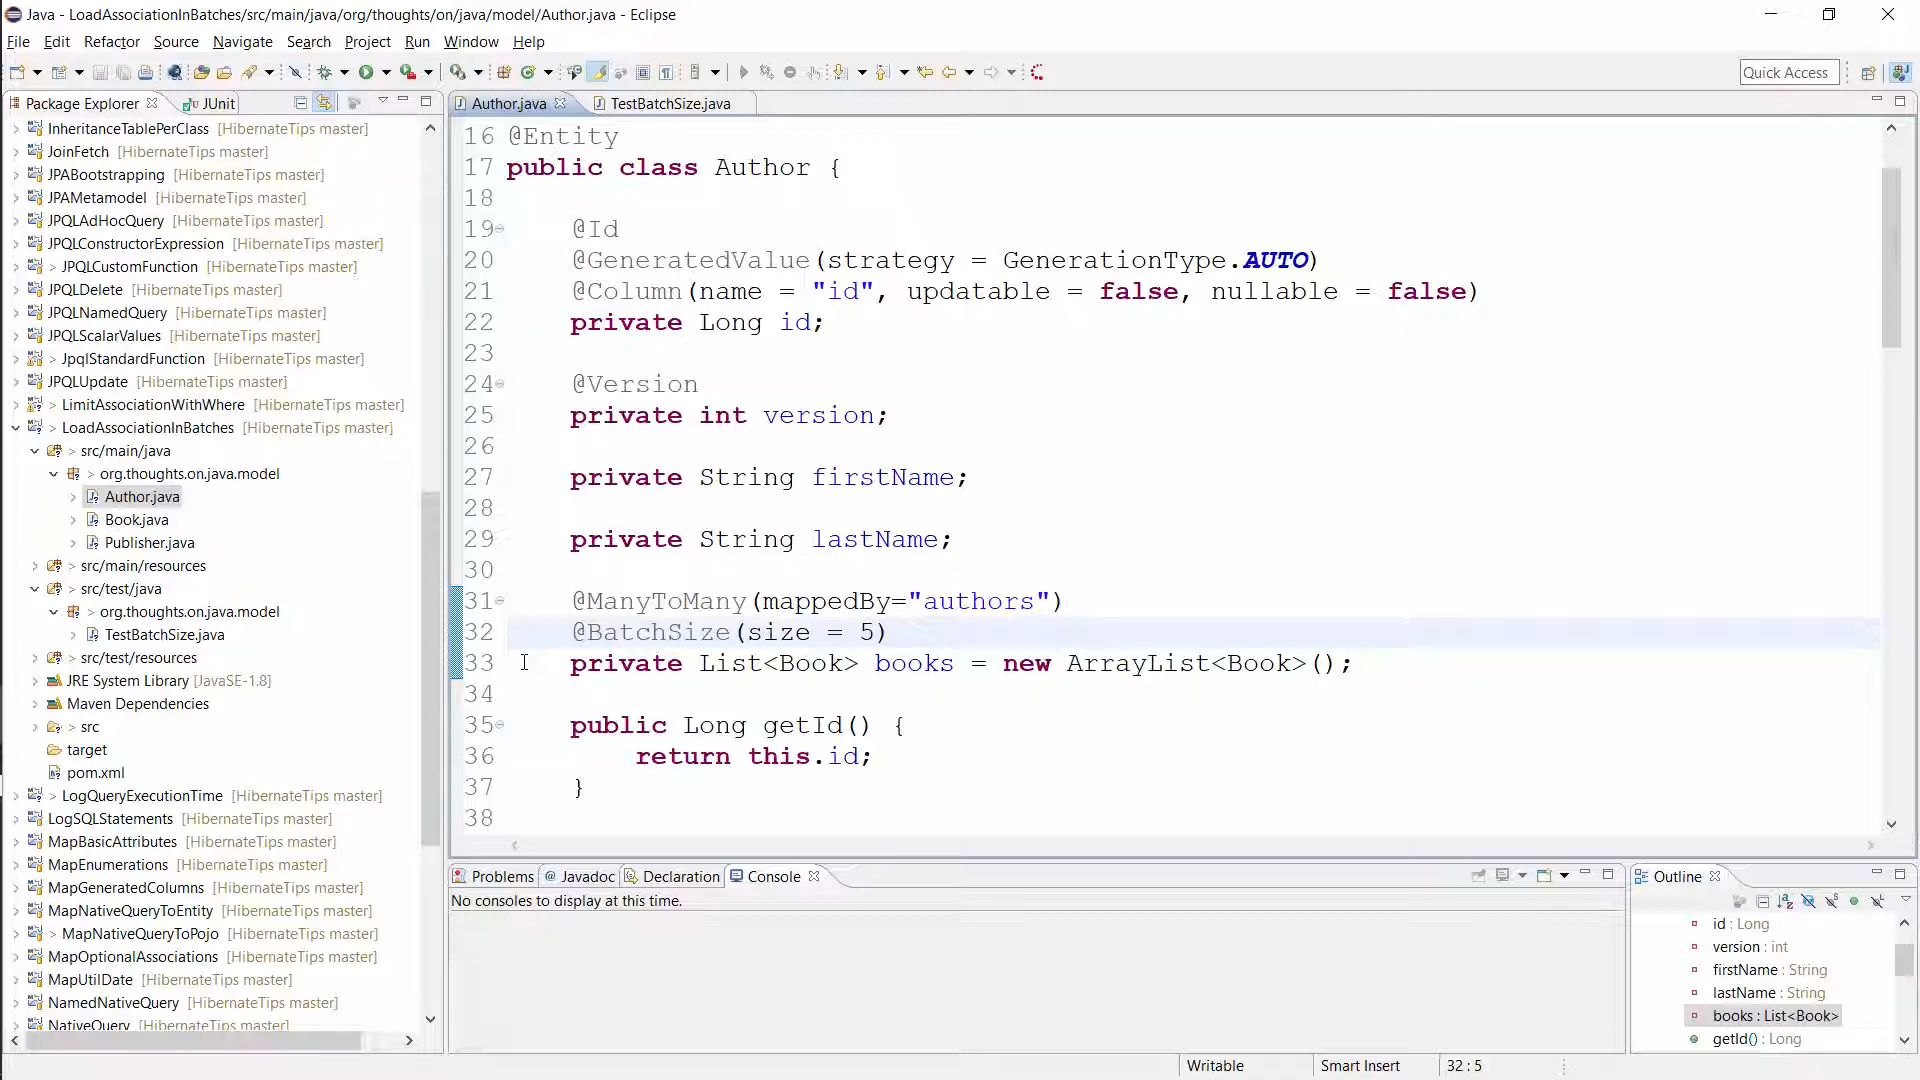 Java - LoadAssociationInBatches/src/main/java/org/thoughts/on/java/model/Author.java - Eclipse
File Edit Refactor Source Navigate Search Project Run Window Help
Quick Access
Package Explorer JUnit
InheritanceTablePerClass [HibernateTips master]
JoinFetch [HibernateTips master]
JPABootstrapping [HibernateTips master]
JPAMetamodel [HibernateTips master]
JPQLAdHocQuery [HibernateTips master]
JPQLConstructorExpression [HibernateTips master]
> JPQLCustomFunction [HibernateTips master]
JPQLDelete [HibernateTips master]
JPQLNamedQuery [HibernateTips master]
JPQLScalarValues [HibernateTips master]
> JpqlStandardFunction [HibernateTips master]
JPQLUpdate [HibernateTips master]
> LimitAssociationWithWhere [HibernateTips master]
> LoadAssociationInBatches [HibernateTips master]
> src/main/java
> org.thoughts.on.java.model
Author.java
Book.java
Publisher.java
> src/main/resources
> src/test/java
> org.thoughts.on.java.model
TestBatchSize.java
> src/test/resources
JRE System Library [JavaSE-1.8]
Maven Dependencies
> src
target
pom.xml
> LogQueryExecutionTime [HibernateTips master]
LogSQLStatements [HibernateTips master]
MapBasicAttributes [HibernateTips master]
MapEnumerations [HibernateTips master]
MapGeneratedColumns [HibernateTips master]
MapNativeQueryToEntity [HibernateTips master]
> MapNativeQueryToPojo [HibernateTips master]
MapOptionalAssociations [HibernateTips master]
MapUtilDate [HibernateTips master]
NamedNativeQuery [HibernateTips master]
NativeQuery [HibernateTips master]
Author.java TestBatchSize.java
16 @Entity
17 public class Author {
18
19 @Id
20 @GeneratedValue(strategy = GenerationType.AUTO)
21 @Column(name = "id", updatable = false, nullable = false)
22 private Long id;
23
24 @Version
25 private int version;
26
27 private String firstName;
28
29 private String lastName;
30
31 @ManyToMany(mappedBy="authors")
32 @BatchSize(size = 5)
33 private List<Book> books = new ArrayList<Book>();
34
35 public Long getId() {
36 return this.id;
37 }
38
Problems @ Javadoc Declaration Console
No consoles to display at this time.
Outline
id : Long
version : int
firstName : String
lastName : String
books : List<Book>
getId() : Long
Writable Smart Insert 32 : 5